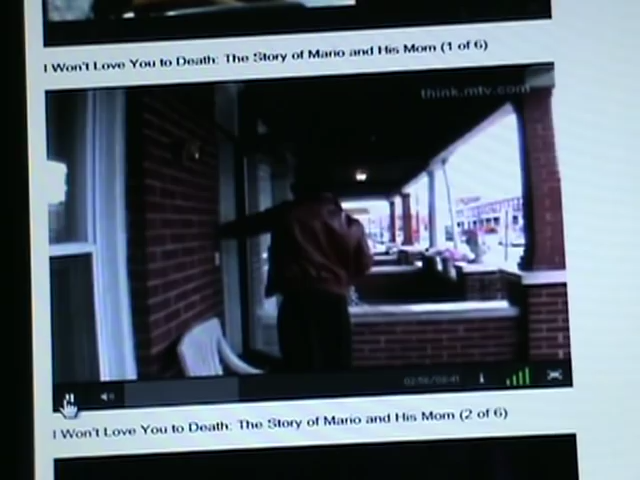 I Won't Love You to Death: The Story of Mario and His Mom (1 of 6)
think.mtv.com
I Won't Love You to Death: The Story of Mario and His Mom (2 of 6)